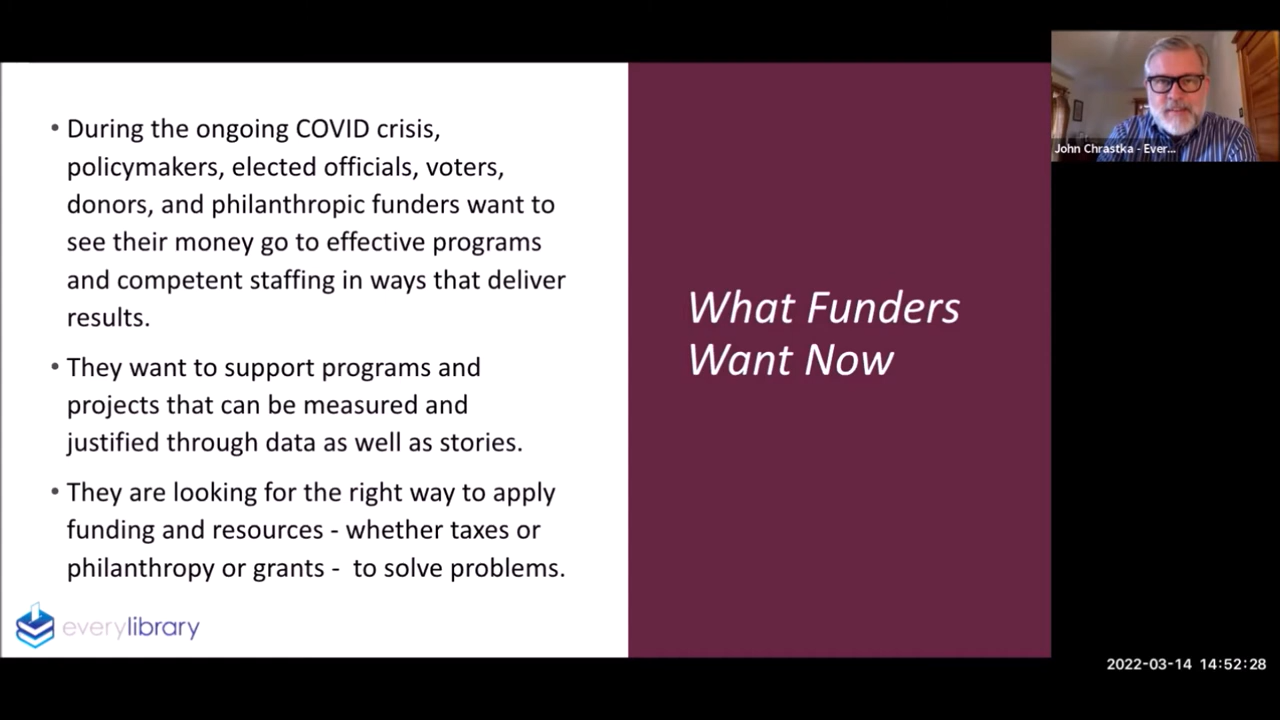 • During the ongoing COVID crisis,
policymakers, elected officials, voters,
donors, and philanthropic funders want to
see their money go to effective programs
and competent staffing in ways that deliver
results.
• They want to support programs and
projects that can be measured and
justified through data as well as stories.
• They are looking for the right way to apply
funding and resources - whether taxes or
philanthropy or grants -  to solve problems.
everylibrary
What Funders
Want Now
John Chrastka - Ever...
2022-03-14 14:52:28